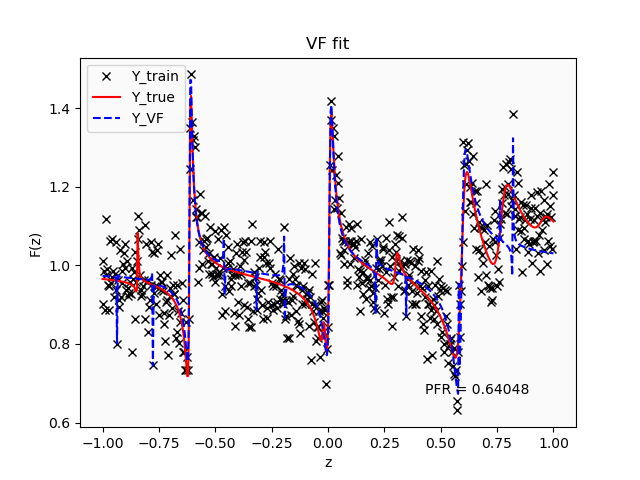 VF fit
Y_train
Y_true
Y_VF
F(z)
1.4
1.2
1.0
0.8
0.6
PFR = 0.64048
−1.00 −0.75 −0.50 −0.25 0.00 0.25 0.50 0.75 1.00
z